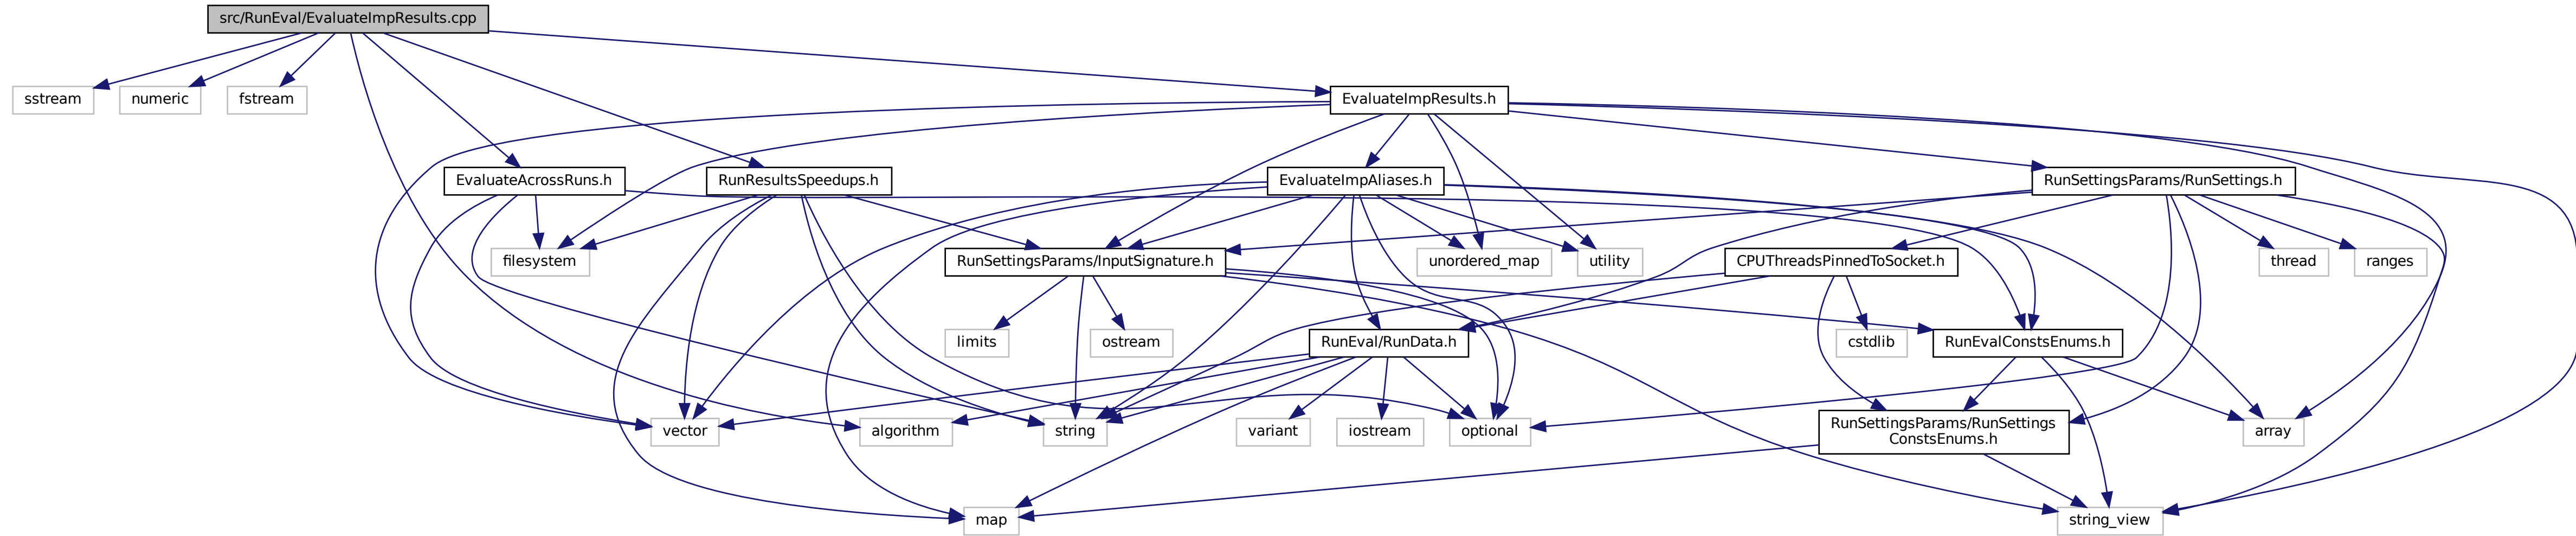 src/RunEval/EvaluateImpResults.cpp
sstream
numeric
fstream
EvaluateImpResults.h
EvaluateAcrossRuns.h
RunResultsSpeedups.h
EvaluateImpAliases.h
RunSettingsParams/RunSettings.h
filesystem
RunSettingsParams/InputSignature.h
unordered_map
utility
CPUThreadsPinnedToSocket.h
thread
ranges
limits
ostream
RunEval/RunData.h
cstdlib
RunEvalConstsEnums.h
vector
algorithm
string
variant
iostream
optional
RunSettingsParams/RunSettings
ConstsEnums.h
array
map
string_view